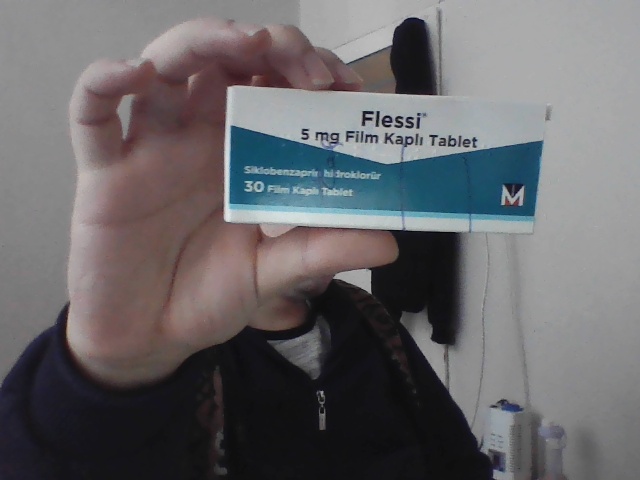 Flessi®
5 mg Film Kaplı Tablet
Siklobenzaprin hidroklorür
30 Film Kaplı Tablet
M